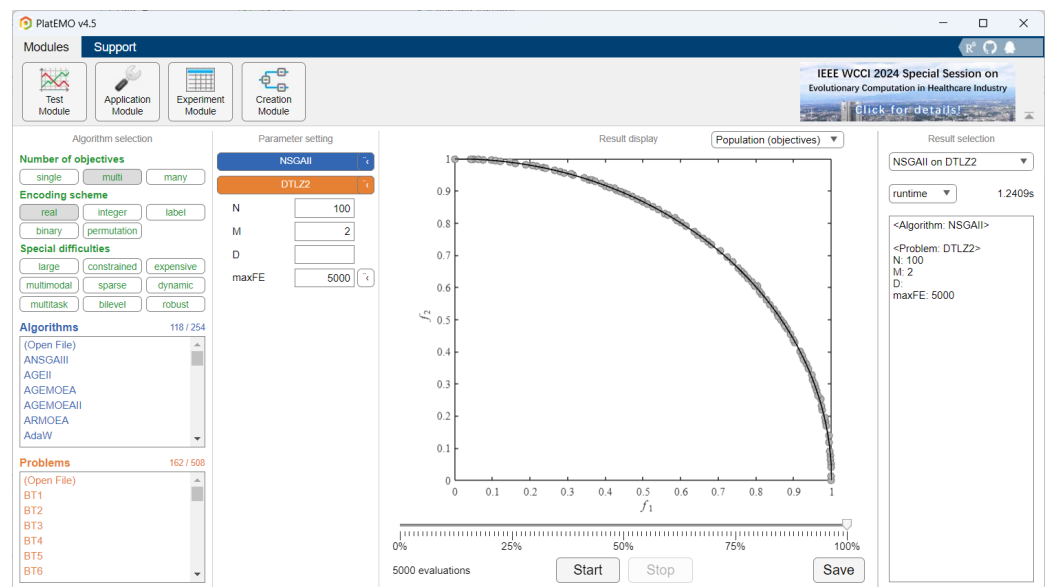 PlatEMO v4.5
Modules Support
Test Module
Application Module
Experiment Module
Creation Module
IEEE WCCI 2024 Special Session on
Evolutionary Computation in Healthcare Industry
Click for details!
Algorithm selection
Number of objectives
single multi many
Encoding scheme
real integer label
binary permutation
Special difficulties
large constrained expensive
multimodal sparse dynamic
multitask bilevel robust
Algorithms 118 / 254
(Open File)
ANSGAIII
AGEII
AGEMOEA
AGEMOEAII
ARMOEA
AdaW
Problems 162 / 508
(Open File)
BT1
BT2
BT3
BT4
BT5
BT6
Parameter setting
NSGAII
DTLZ2
N 100
M 2
D
maxFE 5000
Result display Population (objectives)
1
0.9
0.8
0.7
0.6
0.5
0.4
0.3
0.2
0.1
0
f2
0 0.1 0.2 0.3 0.4 0.5 0.6 0.7 0.8 0.9 1
f1
0% 25% 50% 75% 100%
5000 evaluations Start Stop Save
Result selection
NSGAII on DTLZ2
runtime 1.2409s
<Algorithm: NSGAII>
<Problem: DTLZ2>
N: 100
M: 2
D:
maxFE: 5000